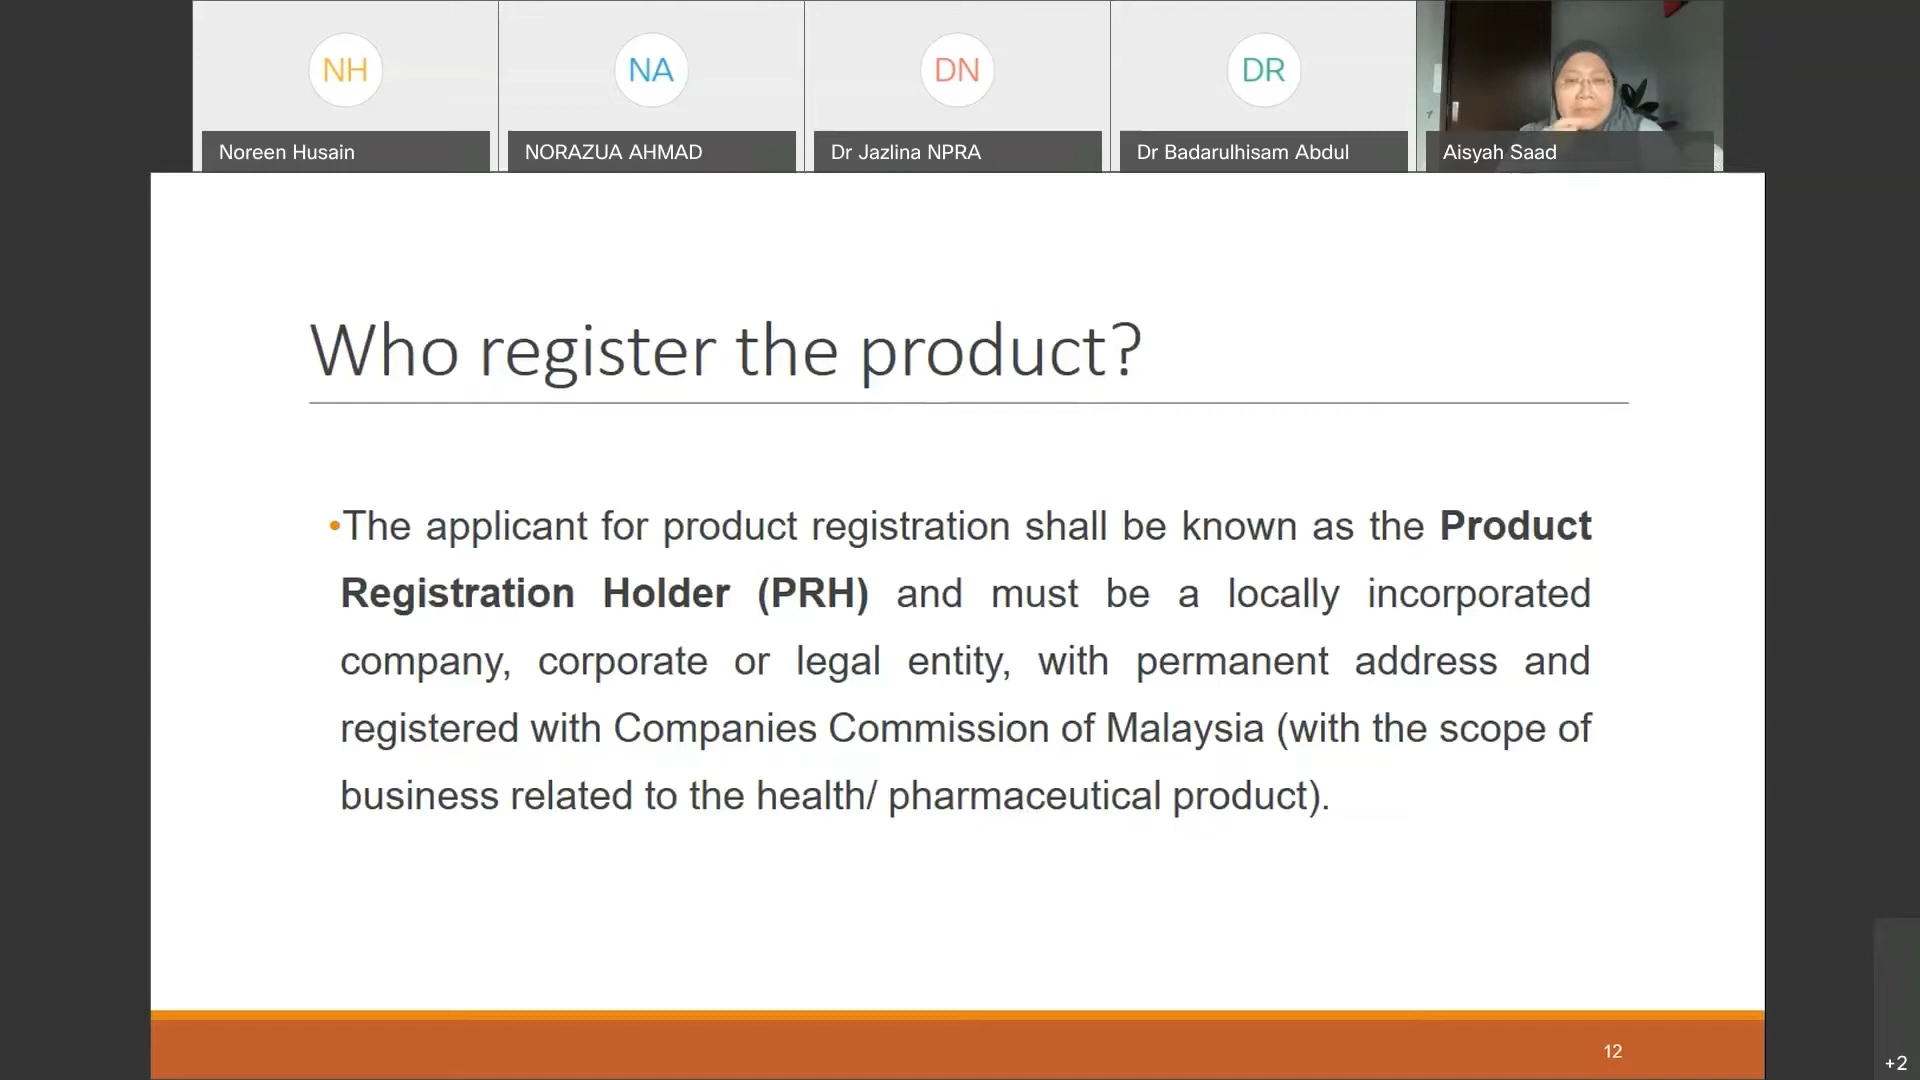 NH
NA
DN
DR
Noreen Husain
NORAZUA AHMAD
Dr Jazlina NPRA
Dr Badarulhisam Abdul
Aisyah Saad
Who register the product?
•The applicant for product registration shall be known as the Product
Registration Holder (PRH) and must be a locally incorporated
company, corporate or legal entity, with permanent address and
registered with Companies Commission of Malaysia (with the scope of
business related to the health/ pharmaceutical product).
12
+2